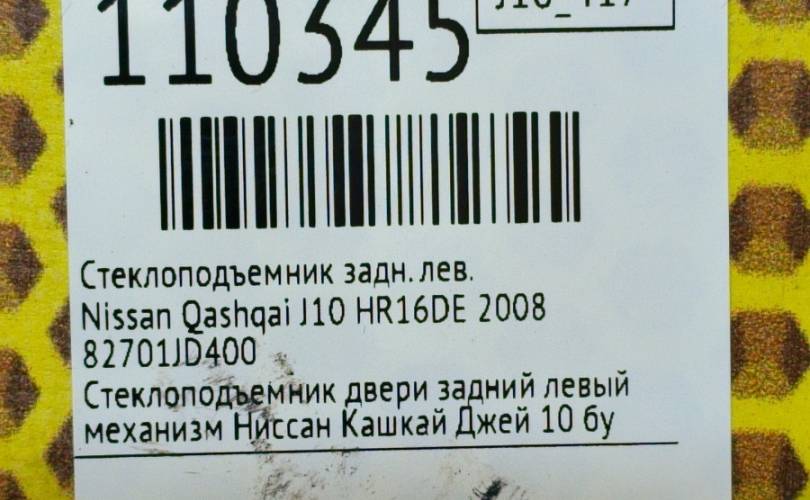 110345
Стеклоподъемник задн. лев.
Nissan Qashqai J10 HR16DE 2008
82701JD400
Стеклоподъемник двери задний левый
механизм Ниссан Кашкай Джей 10 бу